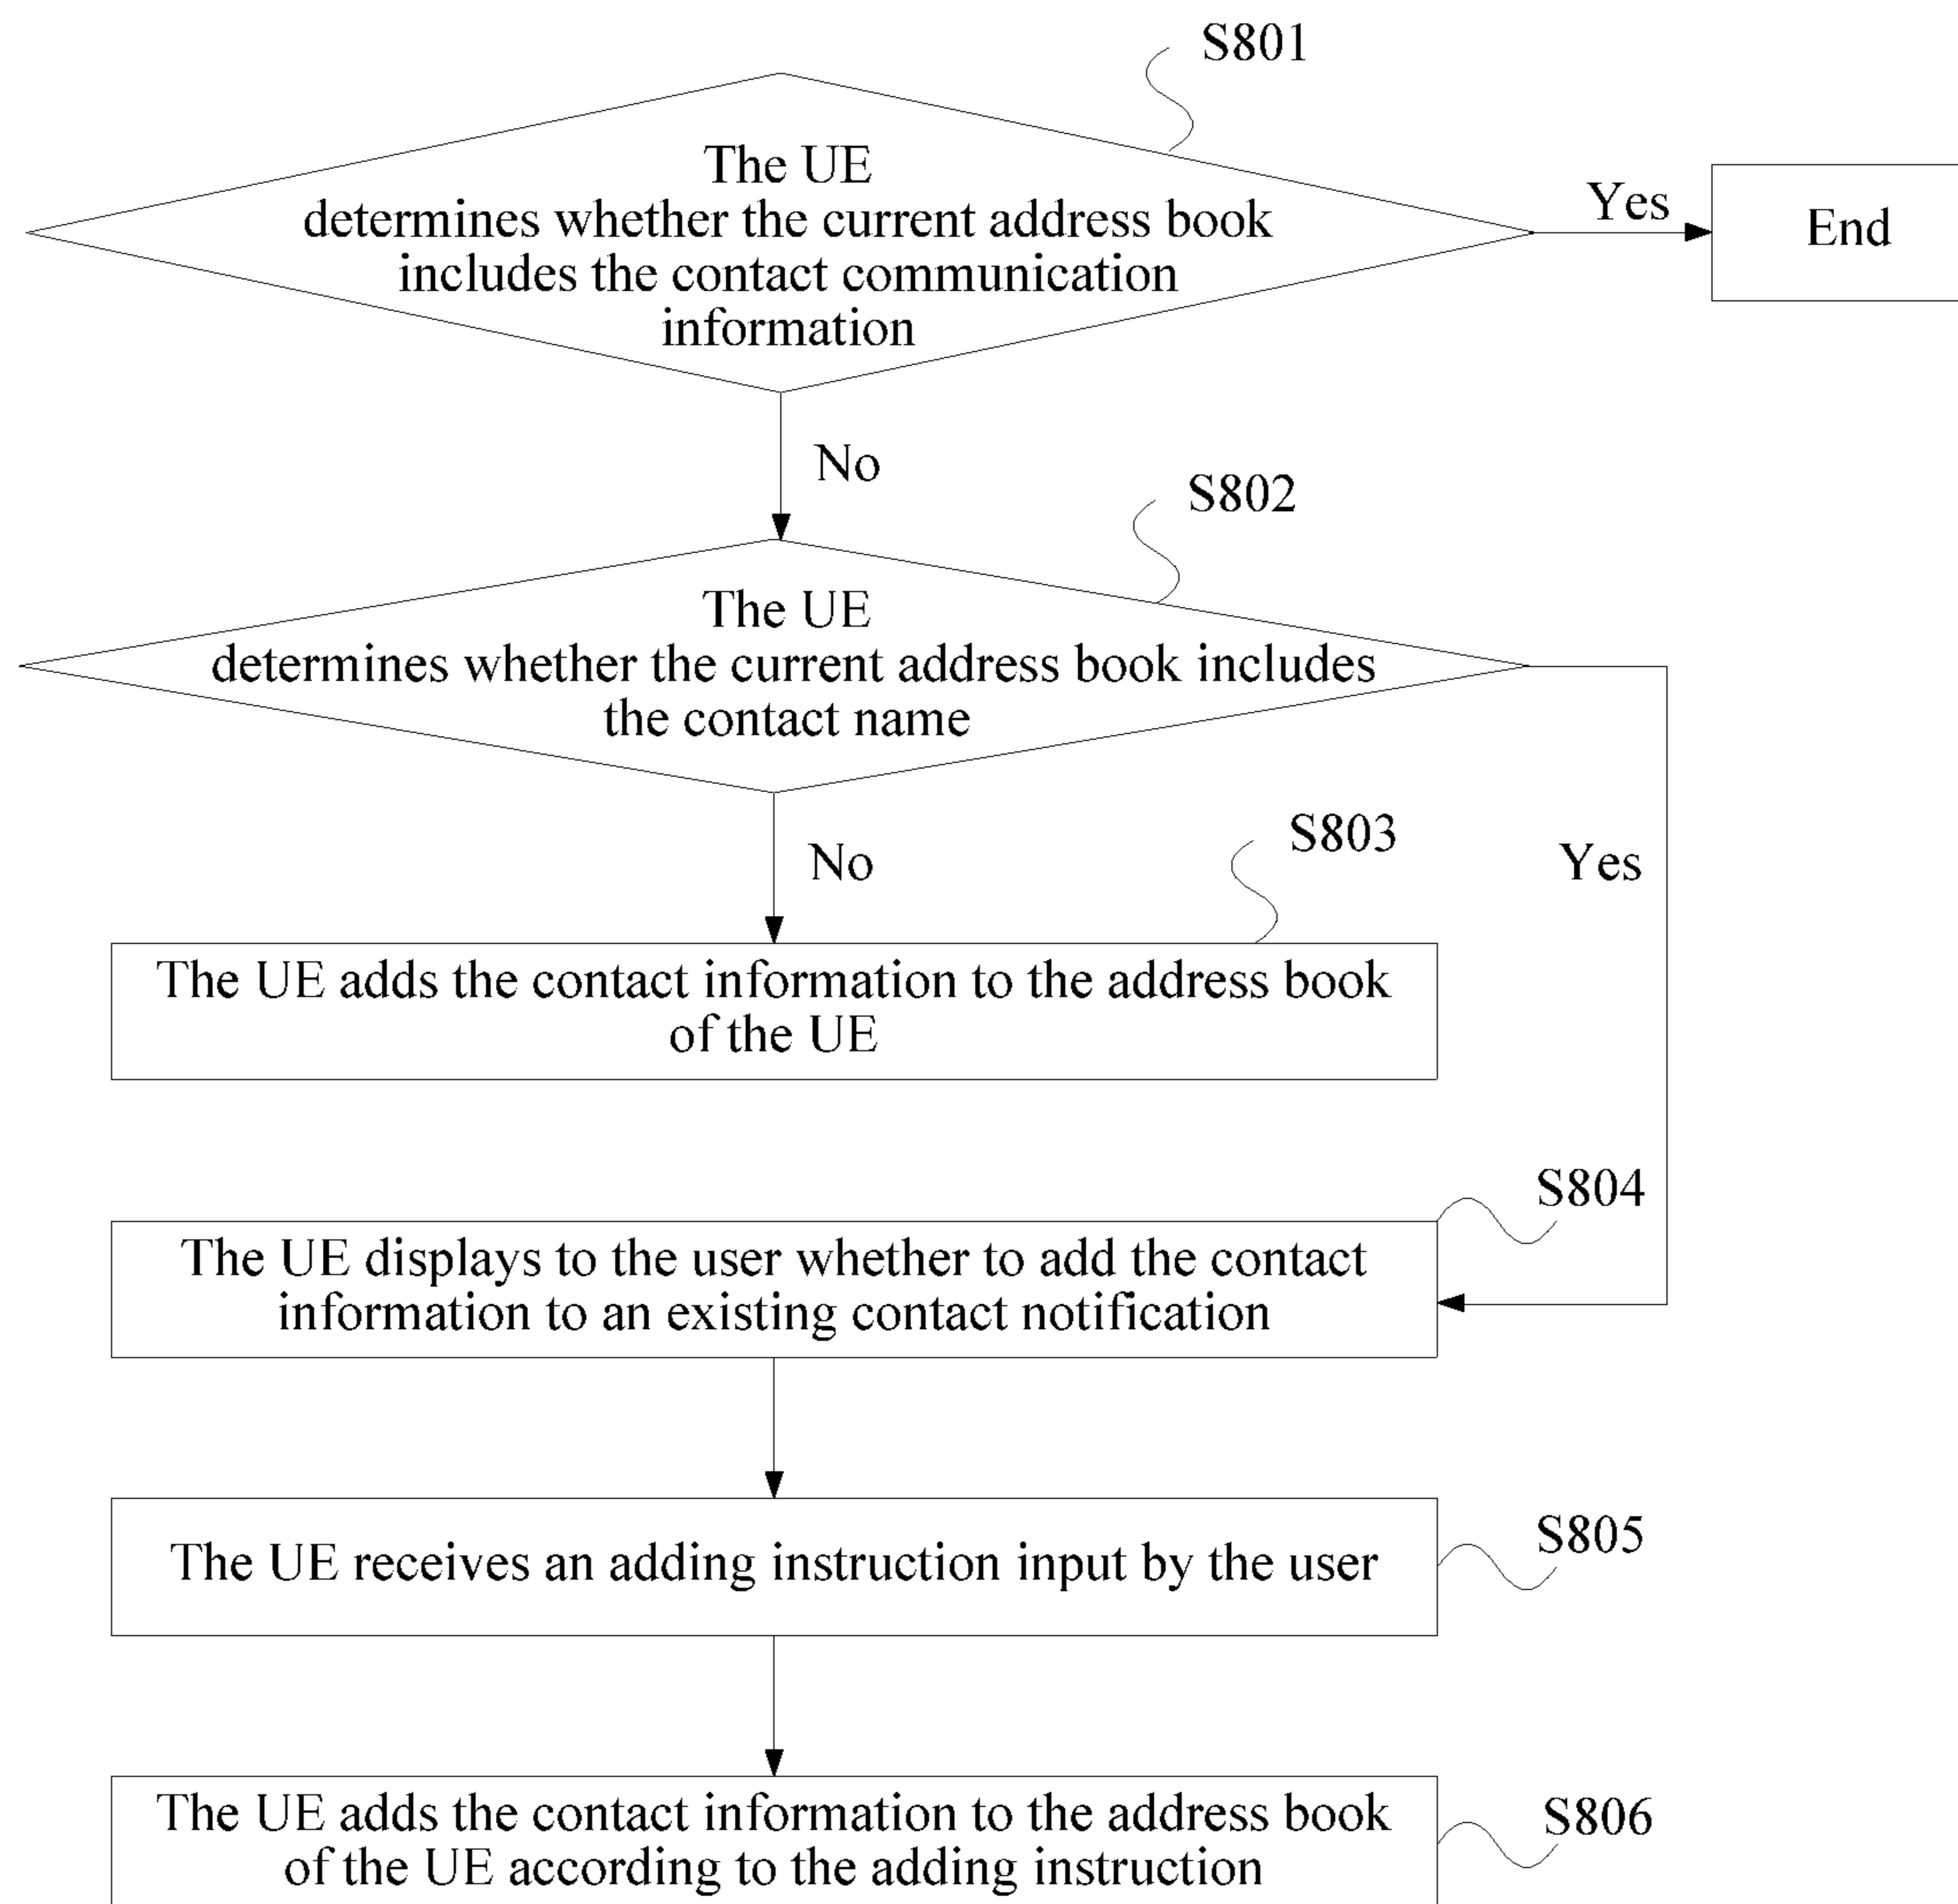 S801
The UE
determines whether the current address book
includes the contact communication
information
Yes
End
No
S802
The UE
determines whether the current address book includes
the contact name
No
S803
Yes
The UE adds the contact information to the address book
of the UE
S804
The UE displays to the user whether to add the contact
information to an existing contact notification
S805
The UE receives an adding instruction input by the user
S806
The UE adds the contact information to the address book
of the UE according to the adding instruction